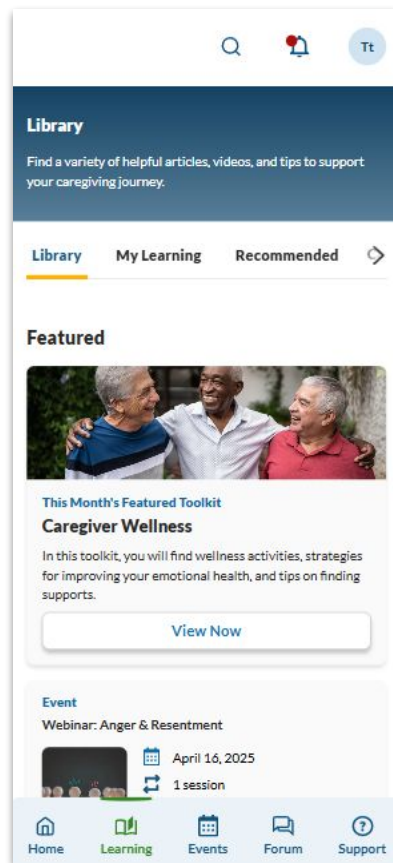 Tt
Library
Find a variety of helpful articles, videos, and tips to support
your caregiving journey.
Library My Learning Recommended
Featured
This Month's Featured Toolkit
Caregiver Wellness
In this toolkit, you will find wellness activities, strategies
for improving your emotional health, and tips on finding
supports.
View Now
Event
Webinar: Anger & Resentment
April 16, 2025
1 session
Home Learning Events Forum Support